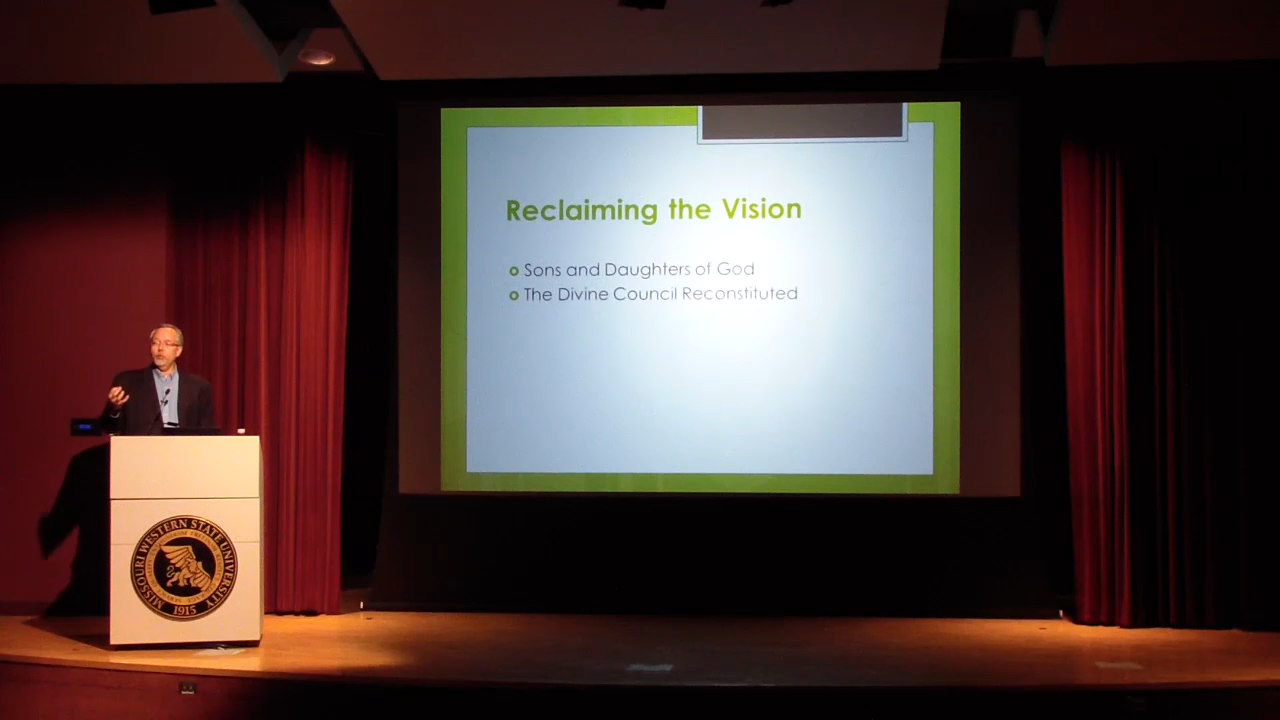 Reclaiming the Vision
Sons and Daughters of God
The Divine Council Reconstituted
MISSOURI WESTERN STATE UNIVERSITY
1915